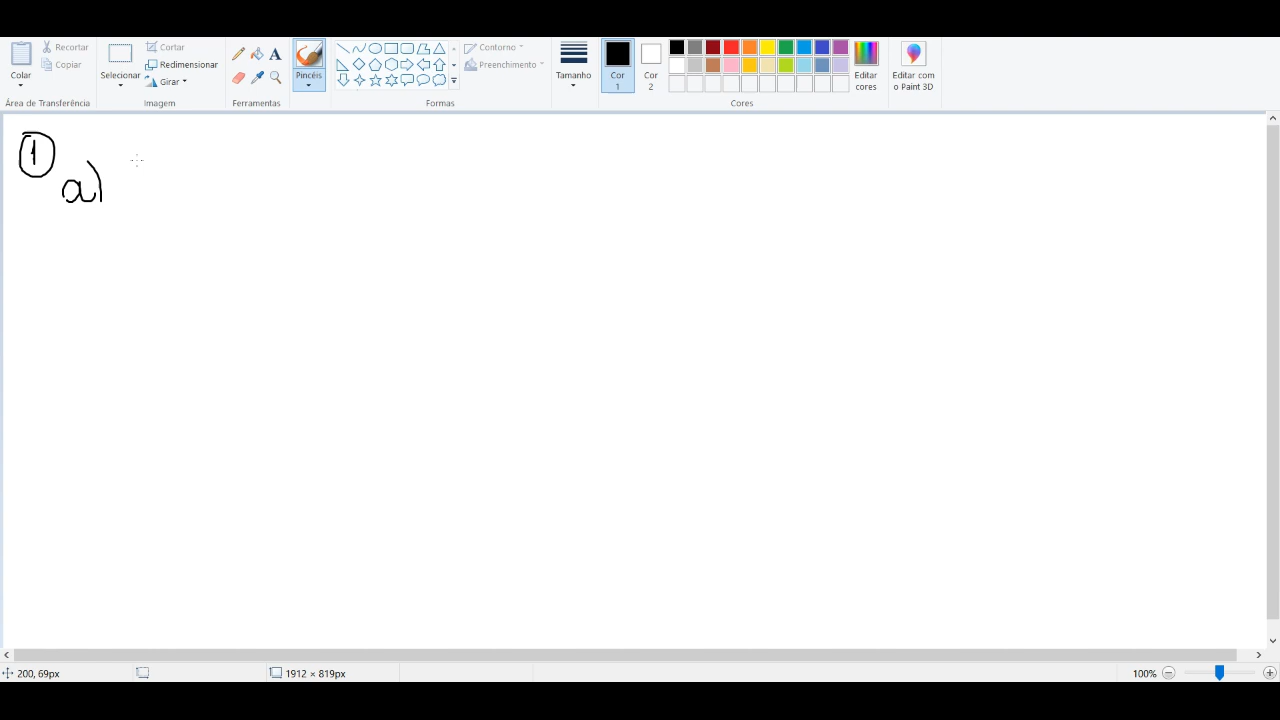 Colar
Recortar
Copiar
Área de Transferência
Selecionar
Cortar
Redimensionar
Girar
Imagem
Ferramentas
Pincéis
Contorno
Preenchimento
Formas
Tamanho
Cor
1
Cor
2
Editar
cores
Editar com
o Paint 3D
Cores
1
a)
200, 69px
1912 × 819px
100%